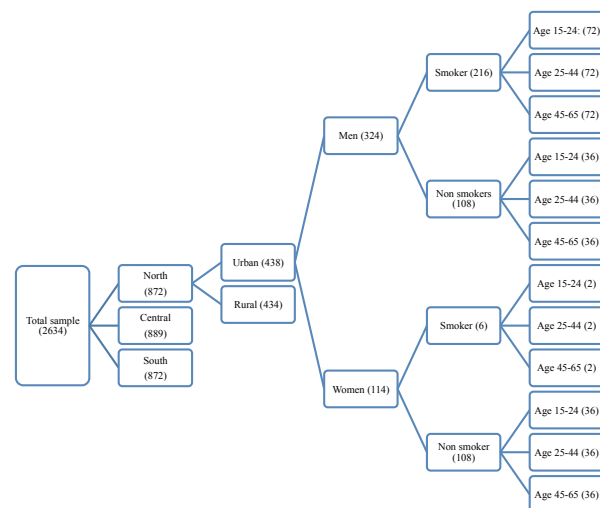 Total sample
(2634)
North
(872)
Central
(889)
South
(872)
Urban (438)
Rural (434)
Men (324)
Women (114)
Smoker (216)
Non smokers
(108)
Smoker (6)
Non smoker
(108)
Age 15-24: (72)
Age 25-44 (72)
Age 45-65 (72)
Age 15-24 (36)
Age 25-44 (36)
Age 45-65 (36)
Age 15-24 (2)
Age 25-44 (2)
Age 45-65 (2)
Age 15-24 (36)
Age 25-44 (36)
Age 45-65 (36)